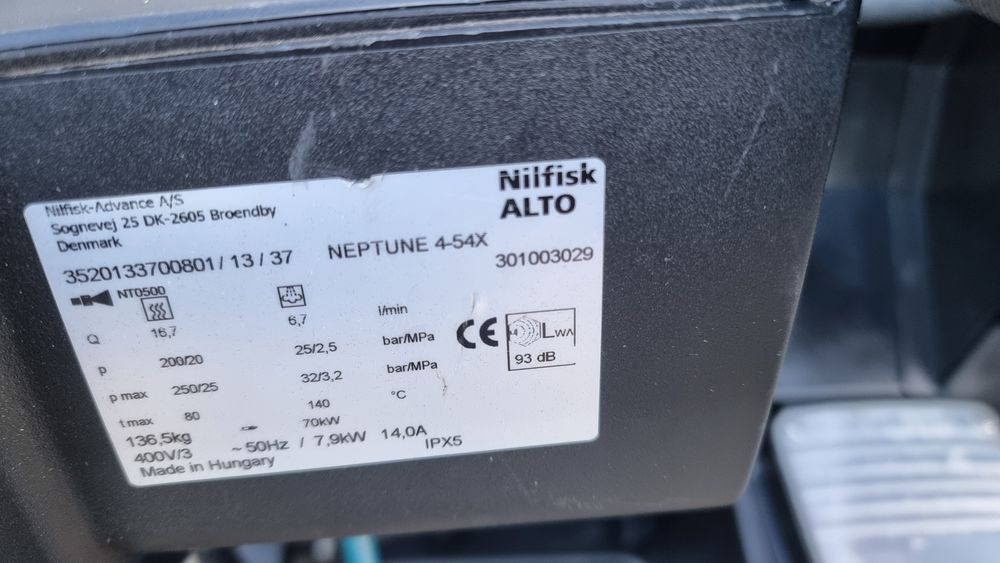 Nilfisk-Advance A/S
Sognevej 25 DK-2605 Broendby
Denmark
Nilfisk
ALTO
3520133700801 / 13 / 37
NEPTUNE 4-54X
301003029
NT0500
Q 16,7 6,7 l/min
p 200/20 25/2,5 bar/MPa
p max 250/25 32/3,2 bar/MPa
t max 80 140 °C
CE
LWA
93 dB
136,5kg 70kW
400V/3 ~50Hz / 7,9kW 14,0A IPX5
Made in Hungary